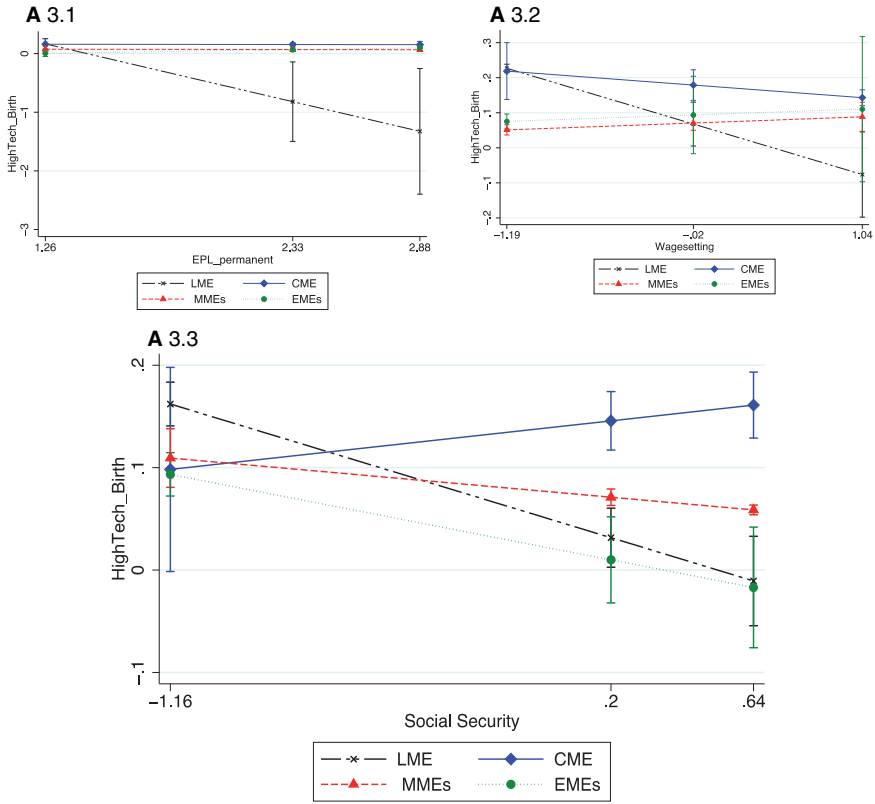 A 3.1
HighTech_Birth
0
-1
-2
-3
1,26
2,33
2,88
EPL_permanent
LME
CME
MMEs
EMEs
A 3.2
HighTech_Birth
.3
.2
0.1
0
-.1
-.2
-1.19
-.02
1.04
Wagesetting
LME
CME
MMEs
EMEs
A 3.3
HighTech_Birth
.2
0.1
0
-.1
-1.16
.2
.64
Social Security
LME
CME
MMEs
EMEs